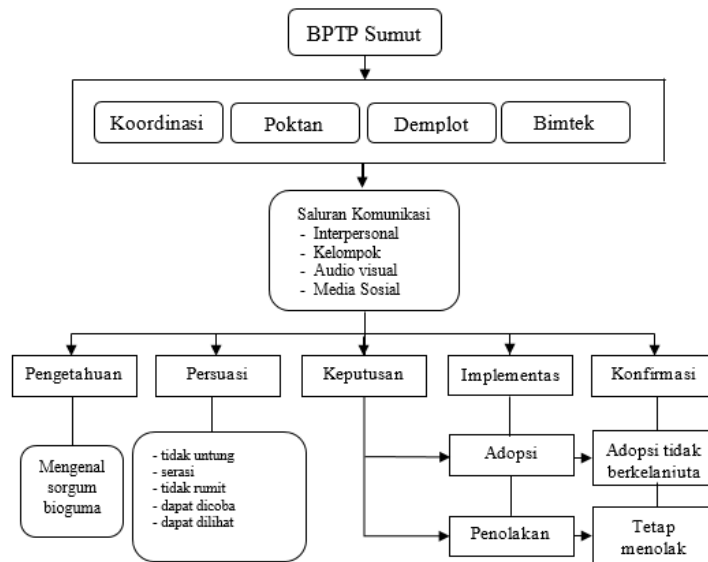 BPTP Sumut
Koordinasi
Poktan
Demplot
Bimtek
Saluran Komunikasi
- Interpersonal
- Kelompok
- Audio visual
- Media Sosial
Pengetahuan
Persuasi
Keputusan
Implementas
Konfirmasi
Mengenal
sorgum
bioguma
- tidak untung
- serasi
- tidak rumit
- dapat dicoba
- dapat dilihat
Adopsi
Adopsi tidak
berkelaniuta
Penolakan
Tetap
menolak